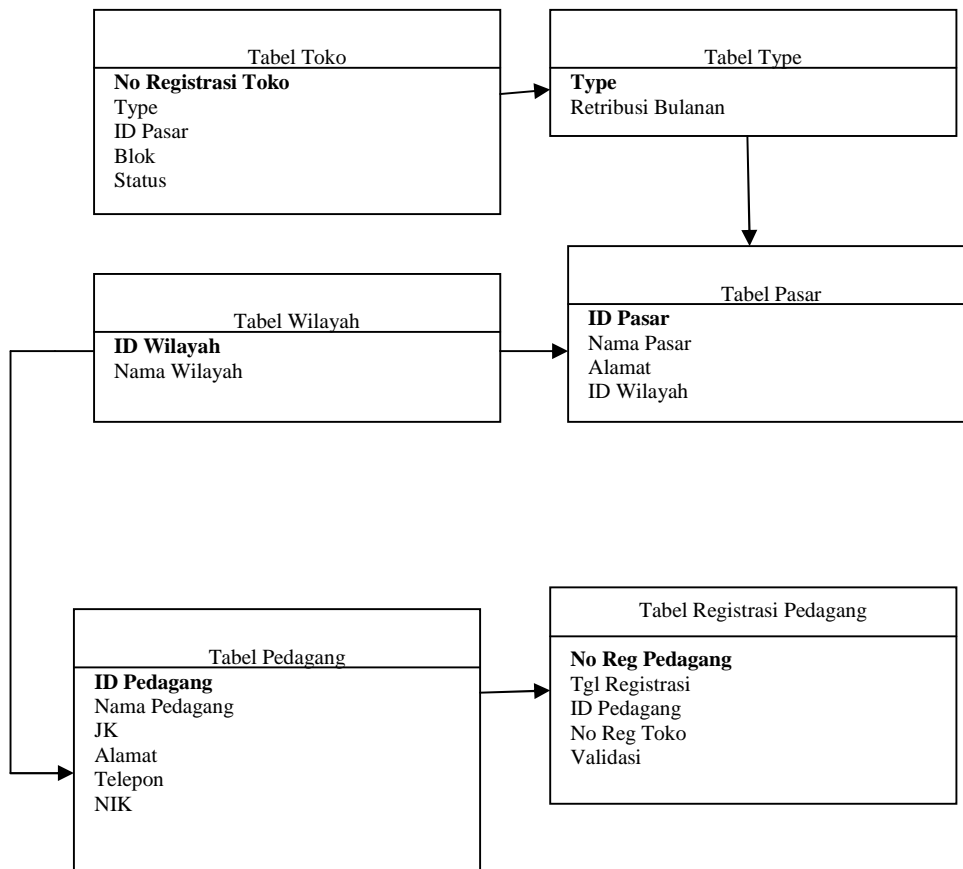 Tabel Toko
No Registrasi Toko
Type
ID Pasar
Blok
Status
Tabel Type
Type
Retribusi Bulanan
Tabel Wilayah
ID Wilayah
Nama Wilayah
Tabel Pasar
ID Pasar
Nama Pasar
Alamat
ID Wilayah
Tabel Pedagang
ID Pedagang
Nama Pedagang
JK
Alamat
Telepon
NIK
Tabel Registrasi Pedagang
No Reg Pedagang
Tgl Registrasi
ID Pedagang
No Reg Toko
Validasi